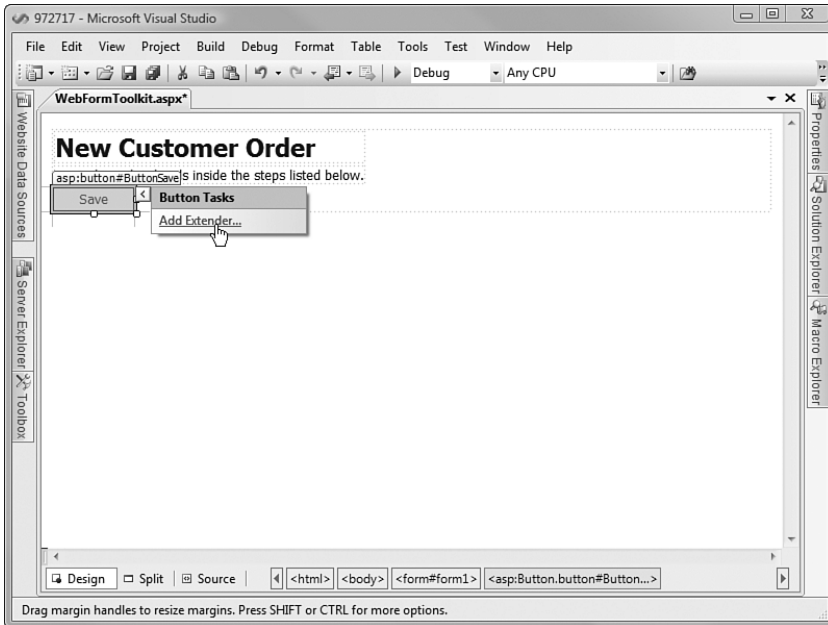 972717 - Microsoft Visual Studio
File Edit View Project Build Debug Format Table Tools Test Window Help
Debug Any CPU
WebFormToolkit.aspx*
Website Data Sources
Server Explorer
Toolbox
New Customer Order
s inside the steps listed below.
asp:button#ButtonSave
Save
Button Tasks
Add Extender...
Properties
Solution Explorer
Macro Explorer
Design Split Source <html> <body> <form#form1> <asp:Button.button#Button...>
Drag margin handles to resize margins. Press SHIFT or CTRL for more options.